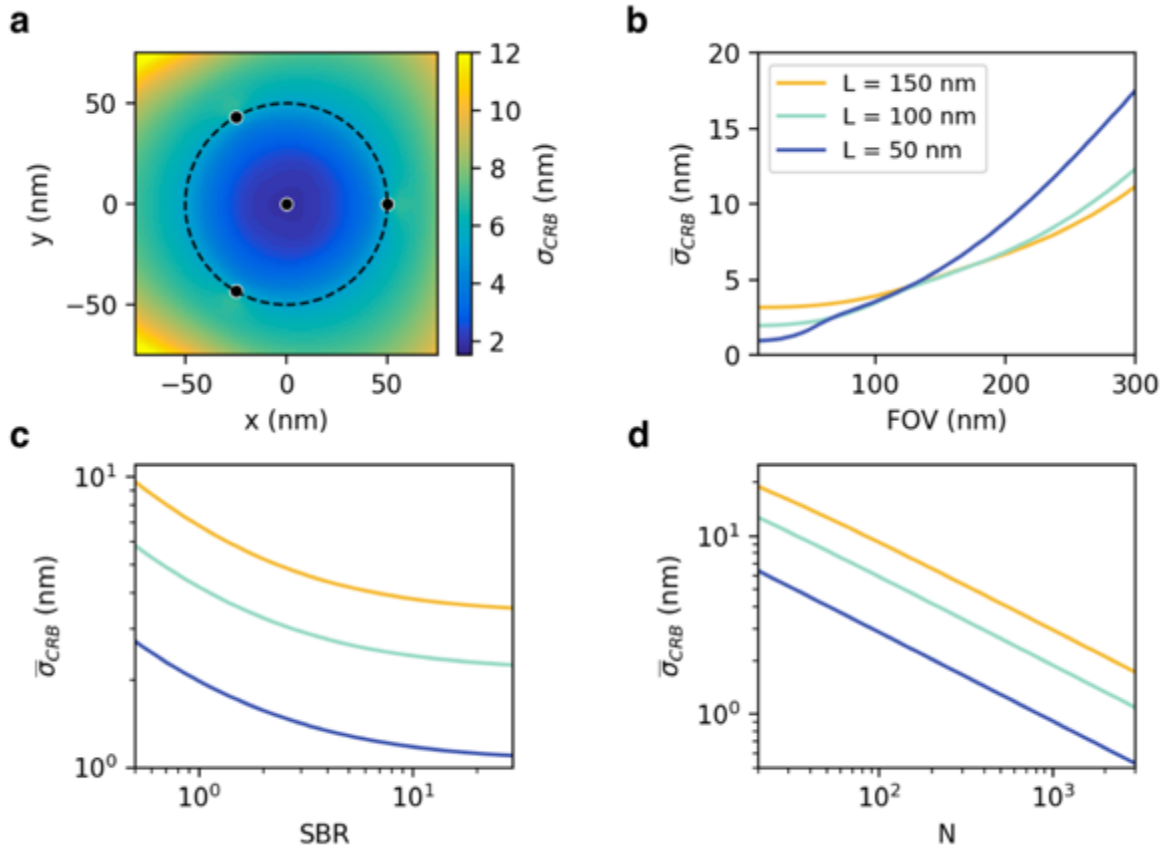 a
50
0
−50
y (nm)
−50
0
50
x (nm)
12
10
8
6
4
2
σCRB (nm)
b
20
15
10
5
0
σ̅CRB (nm)
L = 150 nm
L = 100 nm
L = 50 nm
100
200
300
FOV (nm)
c
10¹
10⁰
σ̅CRB (nm)
10⁰
10¹
SBR
d
10¹
10⁰
σ̅CRB (nm)
10²
10³
N